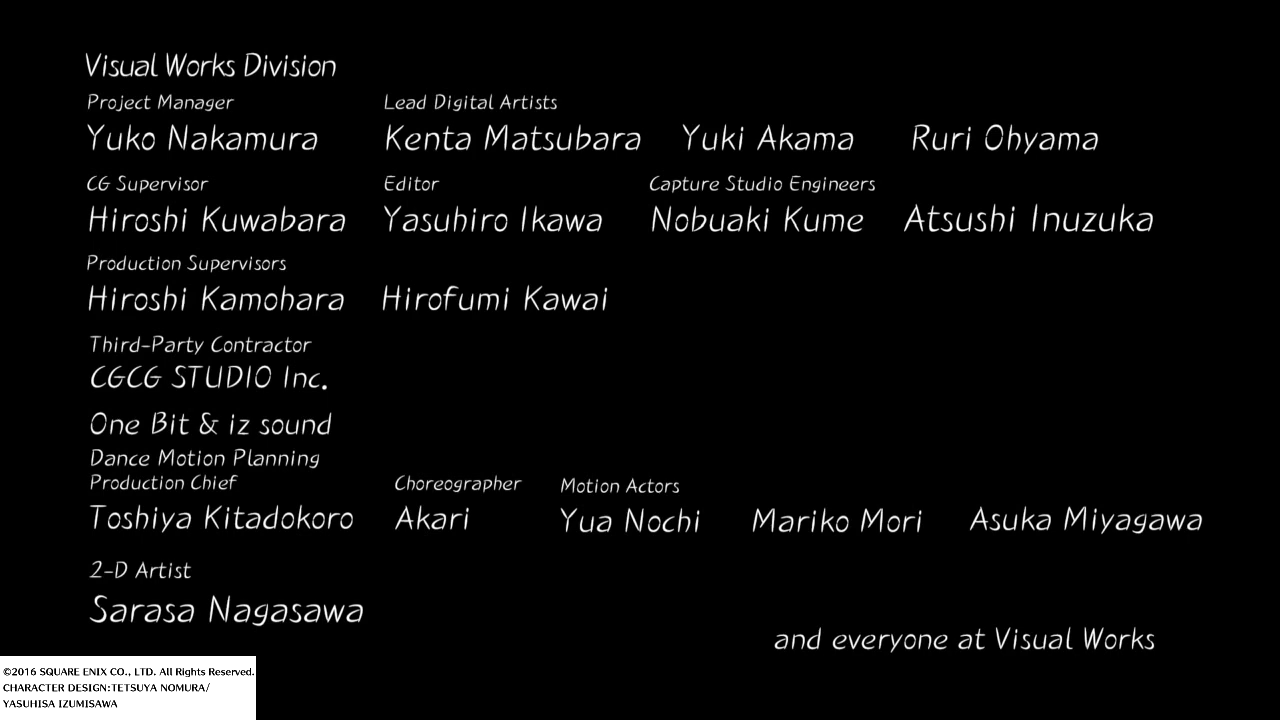 Visual Works Division
Project Manager Lead Digital Artists
Yuko Nakamura Kenta Matsubara Yuki Akama Ruri Ohyama
CG Supervisor Editor Capture Studio Engineers
Hiroshi Kuwabara Yasuhiro Ikawa Nobuaki Kume Atsushi Inuzuka
Production Supervisors
Hiroshi Kamohara Hirofumi Kawai
Third-Party Contractor
CGCG STUDIO Inc.
One Bit & iz sound
Dance Motion Planning
Production Chief Choreographer Motion Actors
Toshiya Kitadokoro Akari Yua Nochi Mariko Mori Asuka Miyagawa
2-D Artist
Sarasa Nagasawa
and everyone at Visual Works
©2016 SQUARE ENIX CO., LTD. All Rights Reserved.
CHARACTER DESIGN:TETSUYA NOMURA/
YASUHISA IZUMISAWA